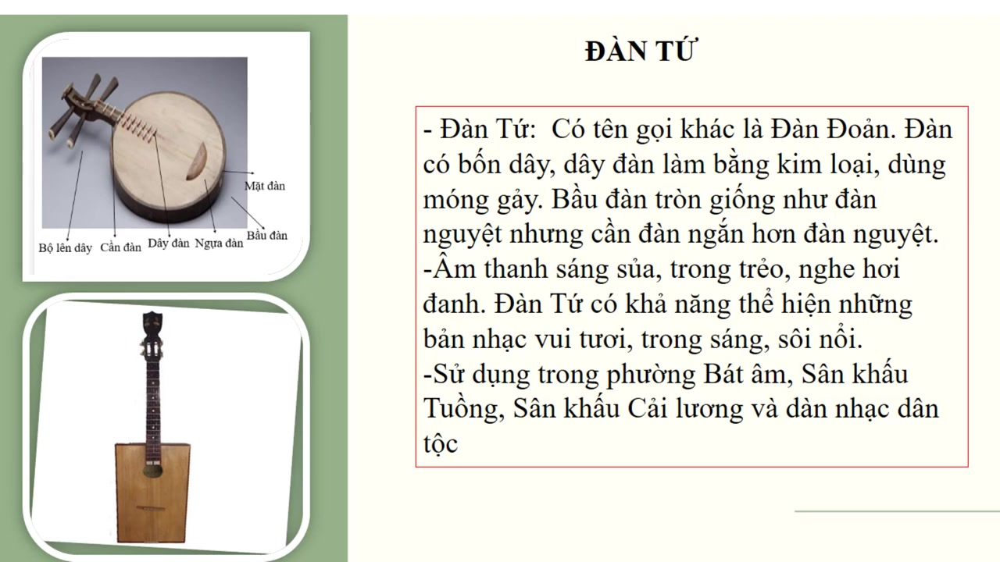 ĐÀN TỨ
- Đàn Tứ:  Có tên gọi khác là Đàn Đoản. Đàn
có bốn dây, dây đàn làm bằng kim loại, dùng
móng gảy. Bầu đàn tròn giống như đàn
nguyệt nhưng cần đàn ngắn hơn đàn nguyệt.
-Âm thanh sáng sủa, trong trẻo, nghe hơi
đanh. Đàn Tứ có khả năng thể hiện những
bản nhạc vui tươi, trong sáng, sôi nổi.
-Sử dụng trong phường Bát âm, Sân khấu
Tuồng, Sân khấu Cải lương và dàn nhạc dân
tộc
Mặt đàn
Bầu đàn
Bộ lên dây Cần đàn Dây đàn Ngựa đàn